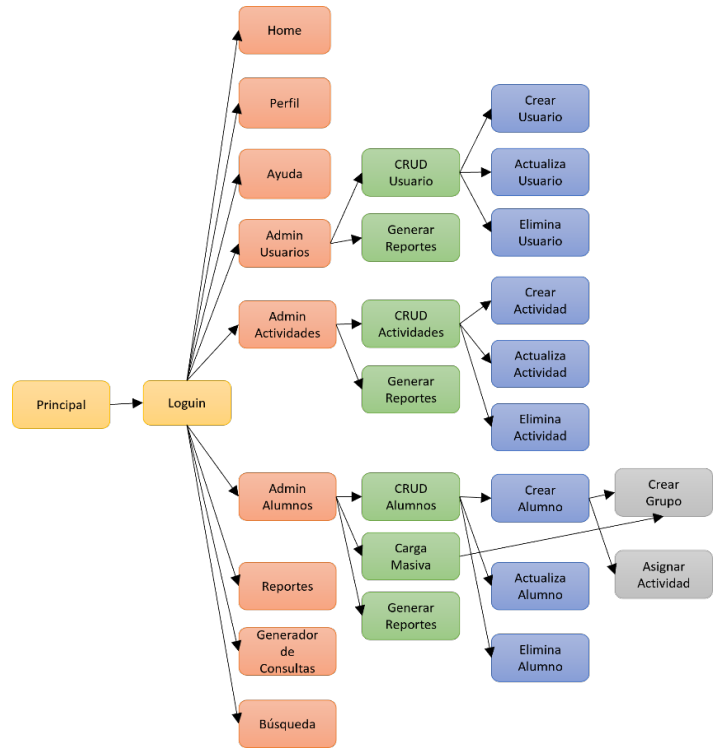 Home
Perfil
Ayuda
Admin
Usuarios
Admin
Actividades
Principal
Loguin
Admin
Alumnos
Reportes
Generador
de
Consultas
Búsqueda
CRUD
Usuario
Generar
Reportes
CRUD
Actividades
Generar
Reportes
CRUD
Alumnos
Carga
Masiva
Generar
Reportes
Crear
Usuario
Actualiza
Usuario
Elimina
Usuario
Crear
Actividad
Actualiza
Actividad
Elimina
Actividad
Crear
Alumno
Actualiza
Alumno
Elimina
Alumno
Crear
Grupo
Asignar
Actividad